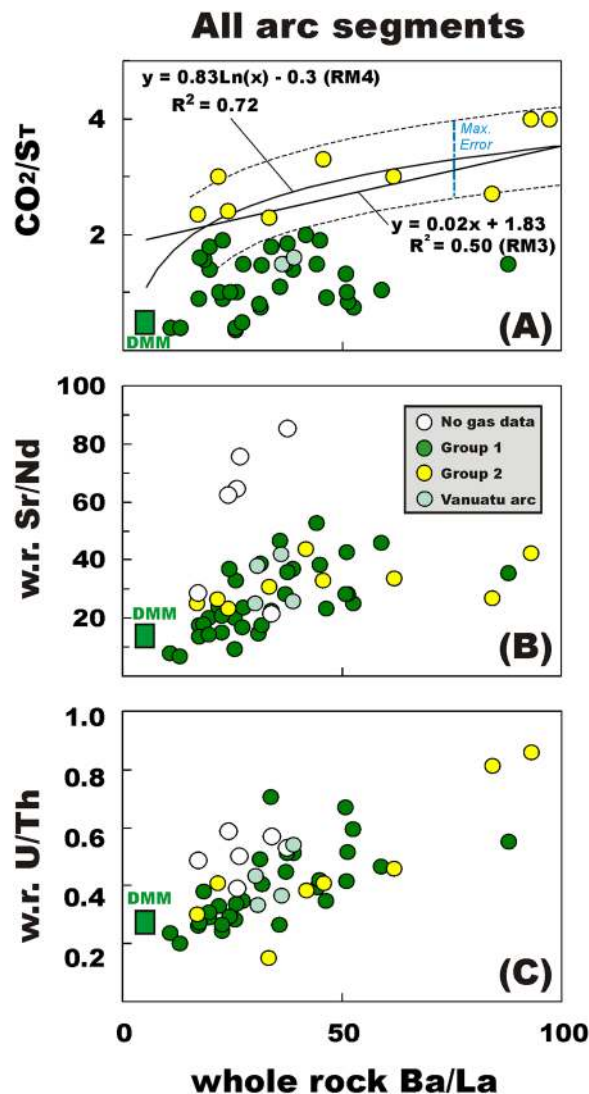 All arc segments
y = 0.83Ln(x) - 0.3 (RM4)
R² = 0.72
4
Max.
Error
CO²/ST
y = 0.02x + 1.83
R² = 0.50 (RM3)
2
DMM
(A)
100
No gas data
Group 1
Group 2
Vanuatu arc
80
60
w.r. Sr/Nd
40
20
DMM
(B)
1.0
0.8
0.6
w.r. U/Th
0.4
DMM
0.2
(C)
0 50 100
whole rock Ba/La